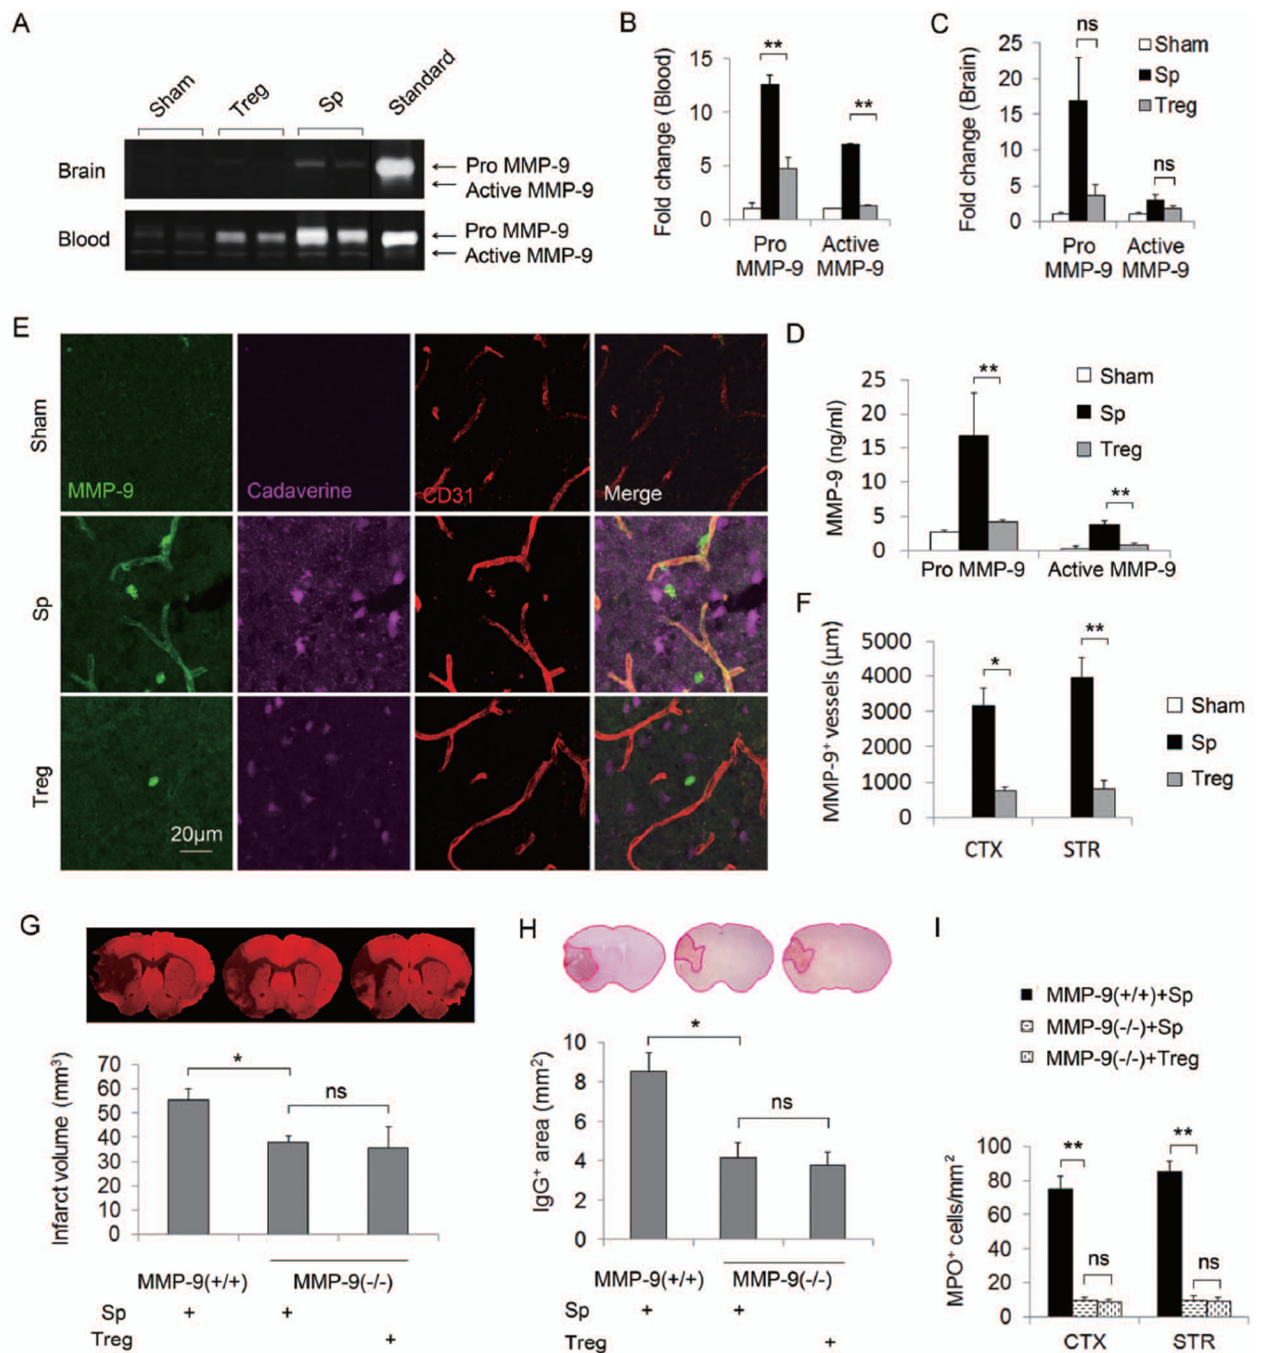 A
Sham
Treg
Sp
Standard
Brain
Pro MMP-9
Active MMP-9
Blood
Pro MMP-9
Active MMP-9
B
Fold change (Blood)
15
10
5
0
**
**
Pro
MMP-9
Active
MMP-9
C
Fold change (Brain)
25
20
15
10
5
0
ns
ns
Sham
Sp
Treg
Pro
MMP-9
Active
MMP-9
E
Sham
MMP-9
Cadaverine
CD31
Merge
Sp
Treg
20μm
D
MMP-9 (ng/ml)
25
20
15
10
5
0
**
**
Sham
Sp
Treg
Pro MMP-9
Active MMP-9
F
MMP-9⁺ vessels (μm)
5000
4000
3000
2000
1000
0
*
**
Sham
Sp
Treg
CTX
STR
G
Infarct volume (mm³)
70
60
50
40
30
20
10
0
*
ns
MMP-9(+/+)
MMP-9(-/-)
Sp + +
Treg +
H
IgG⁺ area (mm²)
10
8
6
4
2
0
*
ns
MMP-9(+/+)
MMP-9(-/-)
Sp + +
Treg +
I
MMP-9(+/+)+Sp
MMP-9(-/-)+Sp
MMP-9(-/-)+Treg
MPO⁺ cells/mm²
100
80
60
40
20
0
**
ns
**
ns
CTX
STR